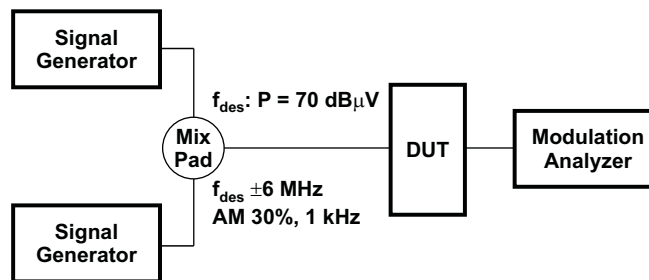 Signal
Generator
f_des: P = 70 dBμV
Mix
Pad
DUT
Modulation
Analyzer
f_des ±6 MHz
AM 30%, 1 kHz
Signal
Generator